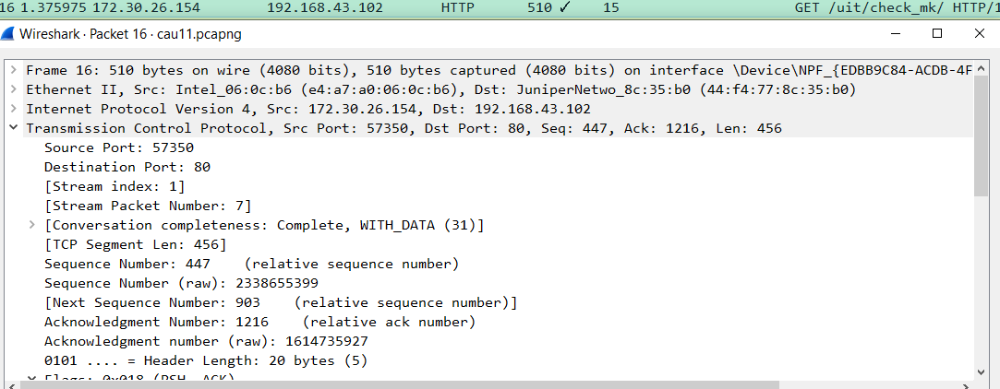 16 1.375975 172.30.26.154 192.168.43.102 HTTP 510 ✓ 15 GET /uit/check_mk/ HTTP/1
Wireshark · Packet 16 · cau11.pcapng
Frame 16: 510 bytes on wire (4080 bits), 510 bytes captured (4080 bits) on interface \Device\NPF_{EDBB9C84-ACDB-4F
Ethernet II, Src: Intel_06:0c:b6 (e4:a7:a0:06:0c:b6), Dst: JuniperNetwo_8c:35:b0 (44:f4:77:8c:35:b0)
Internet Protocol Version 4, Src: 172.30.26.154, Dst: 192.168.43.102
Transmission Control Protocol, Src Port: 57350, Dst Port: 80, Seq: 447, Ack: 1216, Len: 456
Source Port: 57350
Destination Port: 80
[Stream index: 1]
[Stream Packet Number: 7]
[Conversation completeness: Complete, WITH_DATA (31)]
[TCP Segment Len: 456]
Sequence Number: 447 (relative sequence number)
Sequence Number (raw): 2338655399
[Next Sequence Number: 903 (relative sequence number)]
Acknowledgment Number: 1216 (relative ack number)
Acknowledgment number (raw): 1614735927
0101 .... = Header Length: 20 bytes (5)
Flags: 0x018 (PSH, ACK)